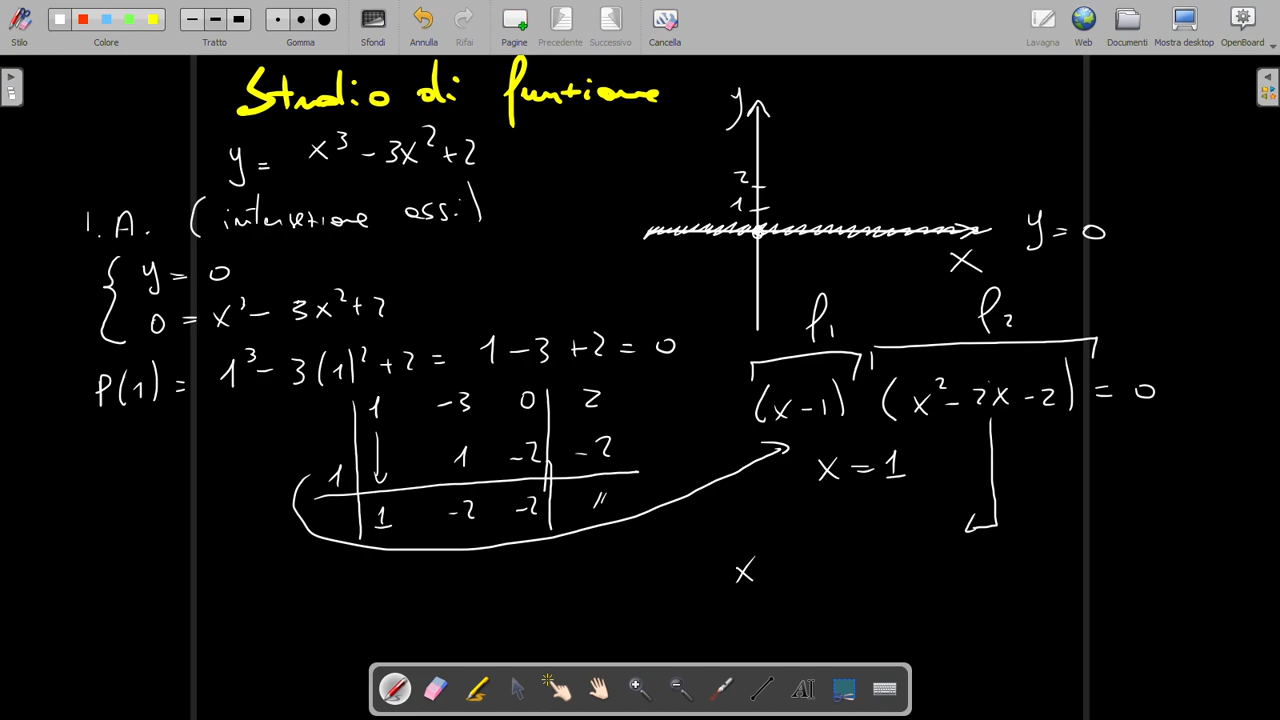 Stilo Colore Tratto Gomma Sfondi Annulla Rifai Pagine Precedente Successivo Cancella Lavagna Web Documenti Mostra desktop OpenBoard
Studio di funzione
y = x³ - 3x² + 2
1. A. (intersezione assi)
{ y = 0
0 = x³ - 3x² + 2
P(1) = 1³ - 3(1)² + 2 = 1 - 3 + 2 = 0
1 -3 0 2
1 1 -2 -2
1 -2 -2 //
y
2
1
x
y = 0
P₁ P₂
(x-1) (x² - 2x - 2) = 0
x = 1
x